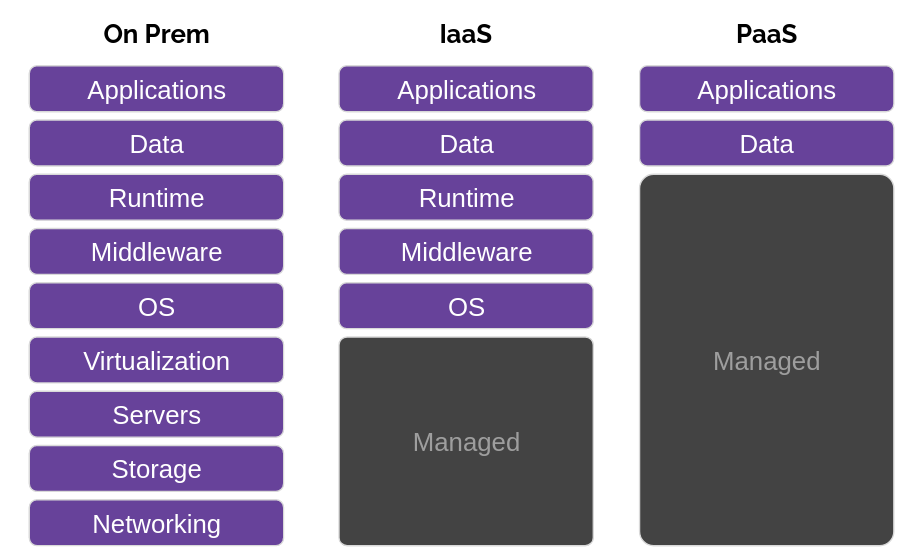 On Prem
Applications
Data
Runtime
Middleware
OS
Virtualization
Servers
Storage
Networking
IaaS
Applications
Data
Runtime
Middleware
OS
Managed
PaaS
Applications
Data
Managed